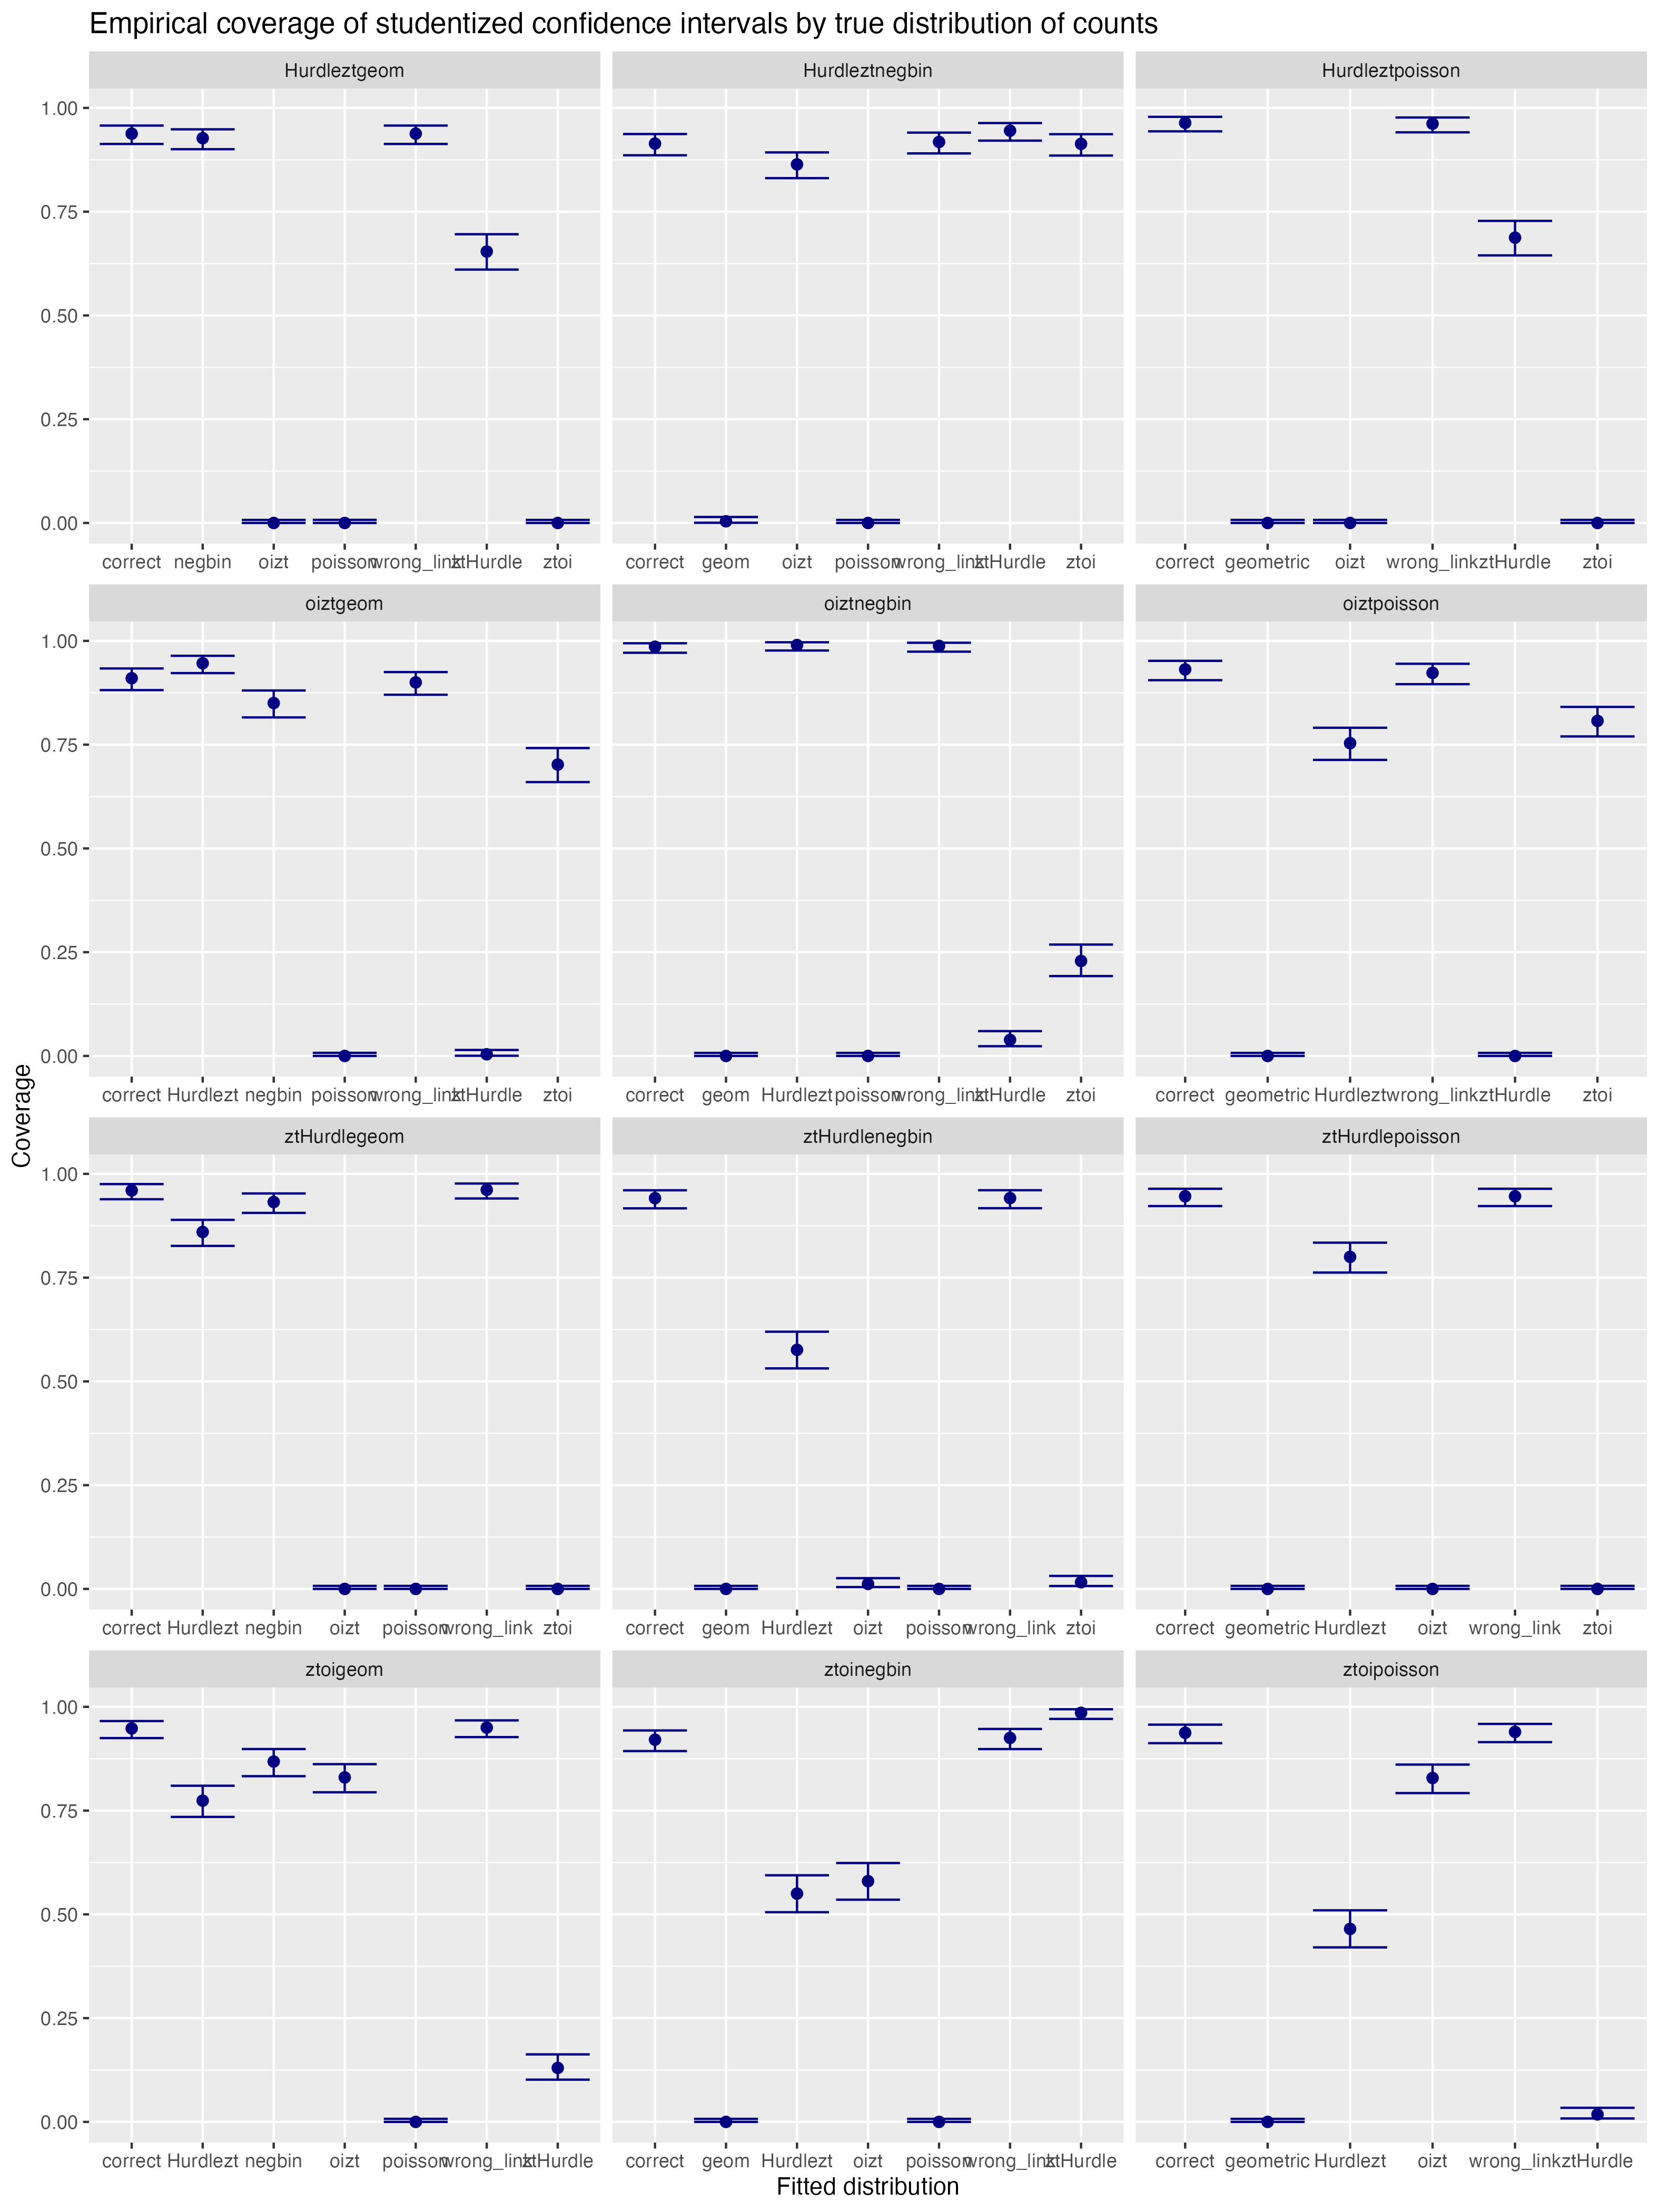 Empirical coverage of studentized confidence intervals by true distribution of counts
Hurdleztgeom Hurdleztnegbin Hurdleztpoisson
1.00
0.75
0.50
0.25
0.00
correct negbin oizt poisson wrong_link ztHurdle ztoi correct geom oizt poisson wrong_link ztHurdle ztoi correct geometric oizt wrong_link ztHurdle ztoi
oiztgeom oiztnegbin oiztpoisson
1.00
0.75
0.50
0.25
0.00
correct Hurdlezt negbin poisson wrong_link ztHurdle ztoi correct geom Hurdlezt poisson wrong_link ztHurdle ztoi correct geometric Hurdlezt wrong_link ztHurdle ztoi
Coverage
ztHurdlegeom ztHurdlenegbin ztHurdlepoisson
1.00
0.75
0.50
0.25
0.00
correct Hurdlezt negbin oizt poisson wrong_link ztoi correct geom Hurdlezt oizt poisson wrong_link ztoi correct geometric Hurdlezt oizt wrong_link ztoi
ztoigeom ztoinegbin ztoipoisson
1.00
0.75
0.50
0.25
0.00
correct Hurdlezt negbin oizt poisson wrong_link ztHurdle correct geom Hurdlezt oizt poisson wrong_link ztHurdle correct geometric Hurdlezt oizt wrong_link ztHurdle
Fitted distribution